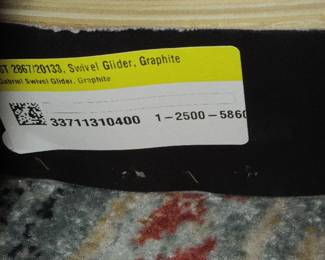 ST 2867/20133, Swivel Glider, Graphite
Gabriel Swivel Glider, Graphite
33711310400 1-2500-5860